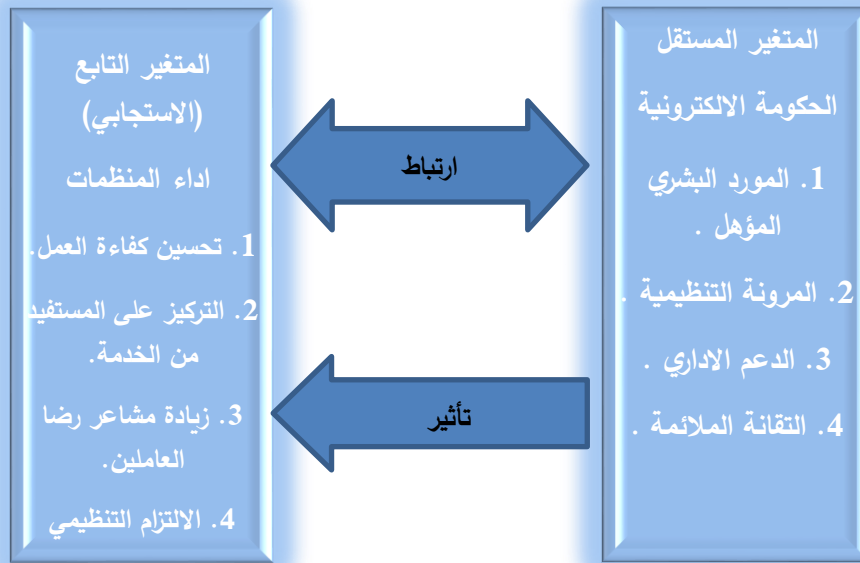 المتغير المستقل
الحكومة الالكترونية
1. المورد البشري
المؤهل .
2. المرونة التنظيمية .
3. الدعم الاداري .
4. التقانة الملائمة .
ارتباط
تأثير
المتغير التابع
(الاستجابي)
اداء المنظمات
1. تحسين كفاءة العمل.
2. التركيز على المستفيد
من الخدمة.
3. زيادة مشاعر رضا
العاملين.
4. الالتزام التنظيمي